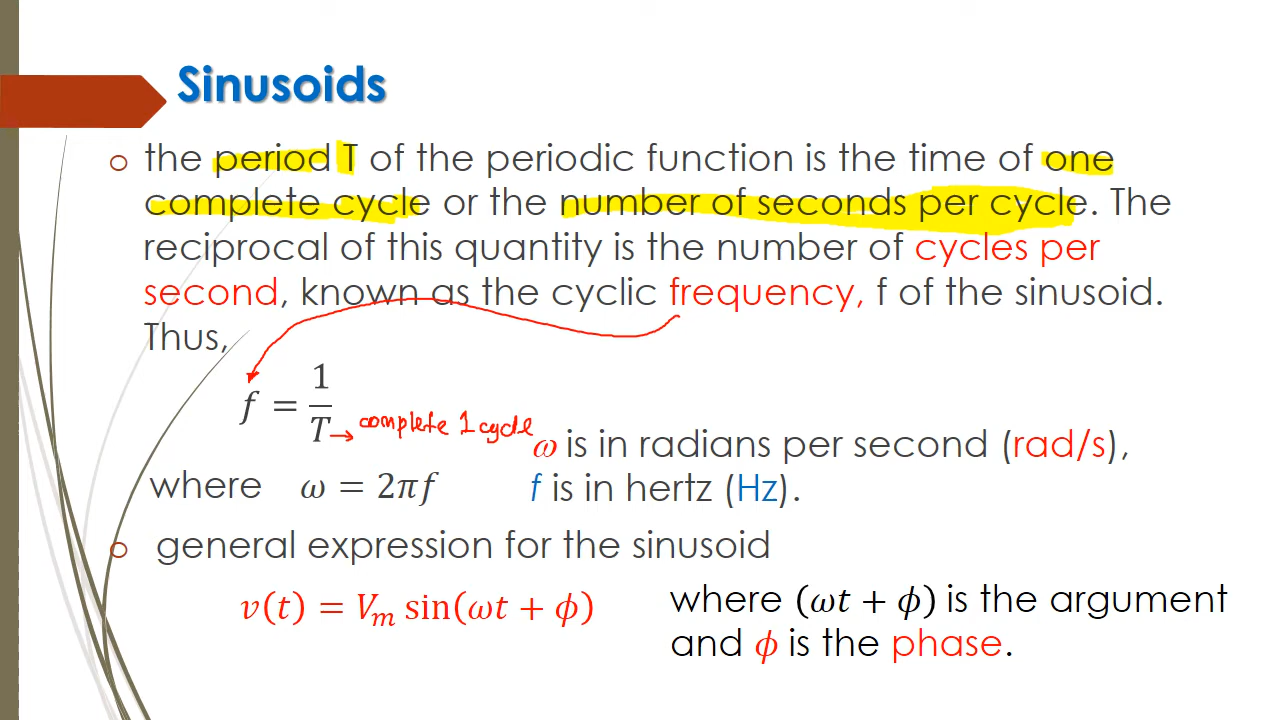 Sinusoids
the period T of the periodic function is the time of one
complete cycle or the number of seconds per cycle. The
reciprocal of this quantity is the number of cycles per
second, known as the cyclic frequency, f of the sinusoid.
Thus,
f = 1/T → complete 1 cycle
ω is in radians per second (rad/s),
where ω = 2πf
f is in hertz (Hz).
general expression for the sinusoid
v(t) = Vₘ sin(ωt + ϕ)
where (ωt + ϕ) is the argument
and ϕ is the phase.